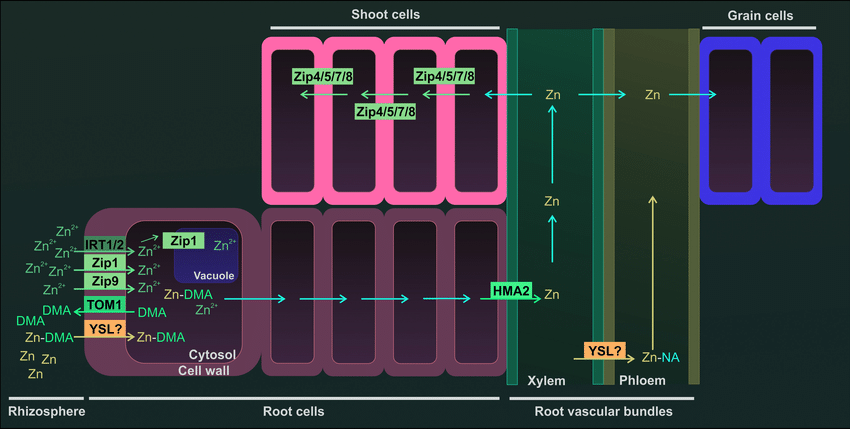 Shoot cells
Grain cells
Zip4/5/7/8
Zip4/5/7/8
Zip4/5/7/8
Zn
Zn
Zn
Zn²⁺
Zn²⁺
Zn²⁺
IRT1/2
Zn²⁺
Zip1
Zn²⁺
Vacuole
Zn²⁺
Zn²⁺
Zip1
Zn²⁺
Zn²⁺
Zip9
Zn²⁺
Zn-DMA
Zn²⁺
HMA2
Zn
DMA
TOM1
DMA
DMA
Zn-DMA
YSL?
Zn-DMA
Zn
Zn
Zn
Cytosol
Cell wall
YSL?
Zn-NA
Xylem
Phloem
Rhizosphere
Root cells
Root vascular bundles